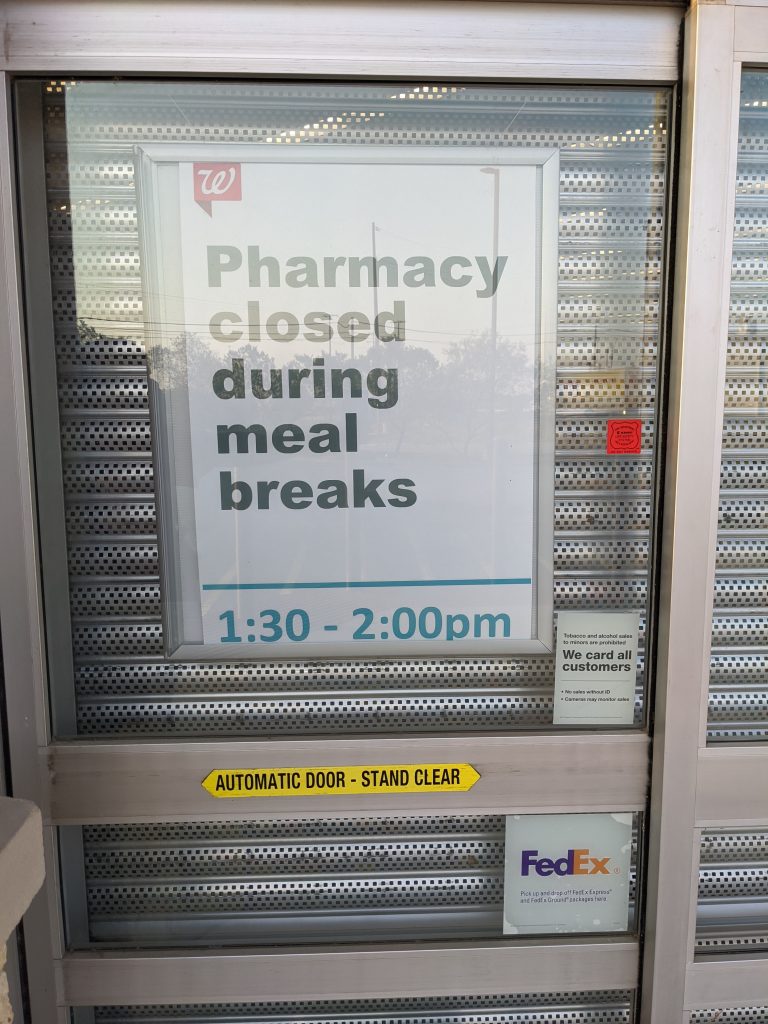 W
Pharmacy
closed
during
meal
breaks
1:30 - 2:00pm
Tobacco and alcohol sales
to minors are prohibited
We card all
customers
• No sales without ID
• Cameras may monitor sales
AUTOMATIC DOOR - STAND CLEAR
FedEx®
Pick up and drop off FedEx Express®
and FedEx Ground® packages here.